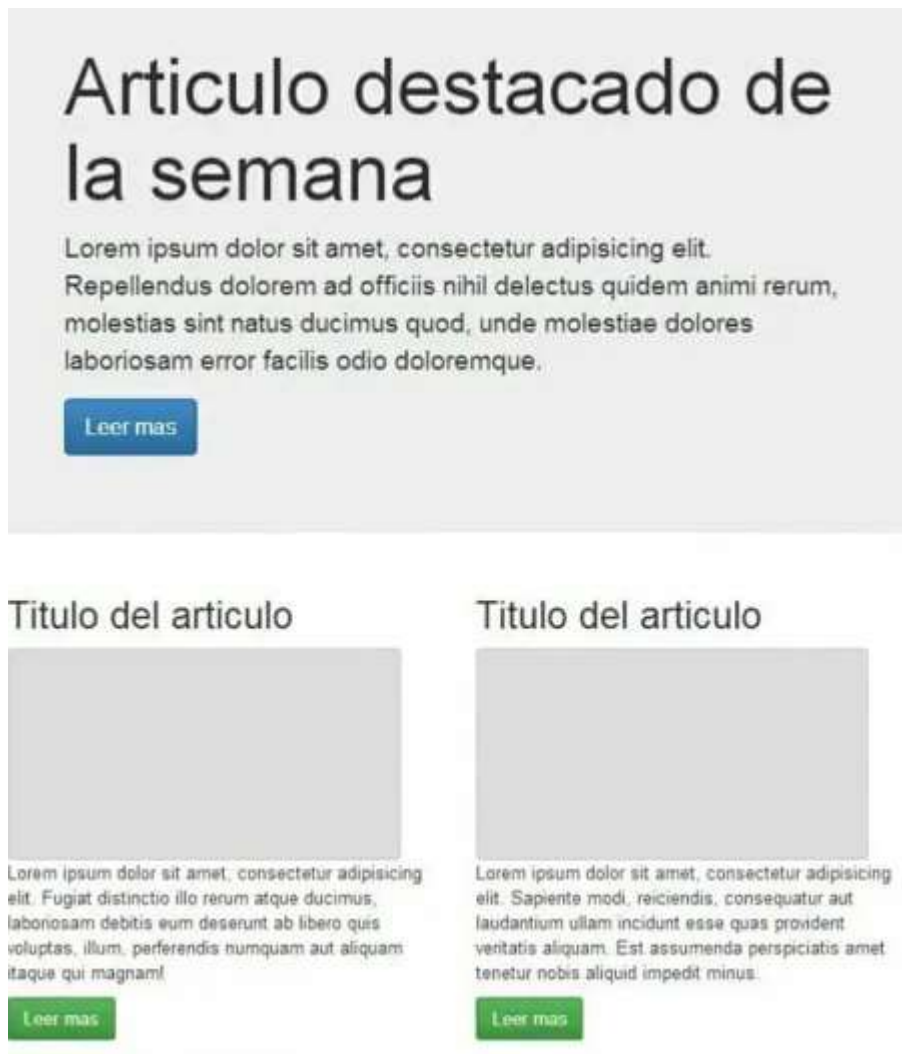 Articulo destacado de
la semana
Lorem ipsum dolor sit amet, consectetur adipisicing elit.
Repellendus dolorem ad officiis nihil delectus quidem animi rerum,
molestias sint natus ducimus quod, unde molestiae dolores
laboriosam error facilis odio doloremque.
Leer mas
Titulo del articulo
Lorem ipsum dolor sit amet, consectetur adipisicing
elit. Fugiat distinctio illo rerum atque ducimus,
laboriosam debitis eum deserunt ab libero quis
voluptas, illum, perferendis numquam aut aliquam
itaque qui magnam!
Leer mas
Titulo del articulo
Lorem ipsum dolor sit amet, consectetur adipisicing
elit. Sapiente modi, reiciendis, consequatur aut
laudantium ullam incidunt esse quas provident
veritatis aliquam. Est assumenda perspiciatis amet
tenetur nobis aliquid impedit minus.
Leer mas